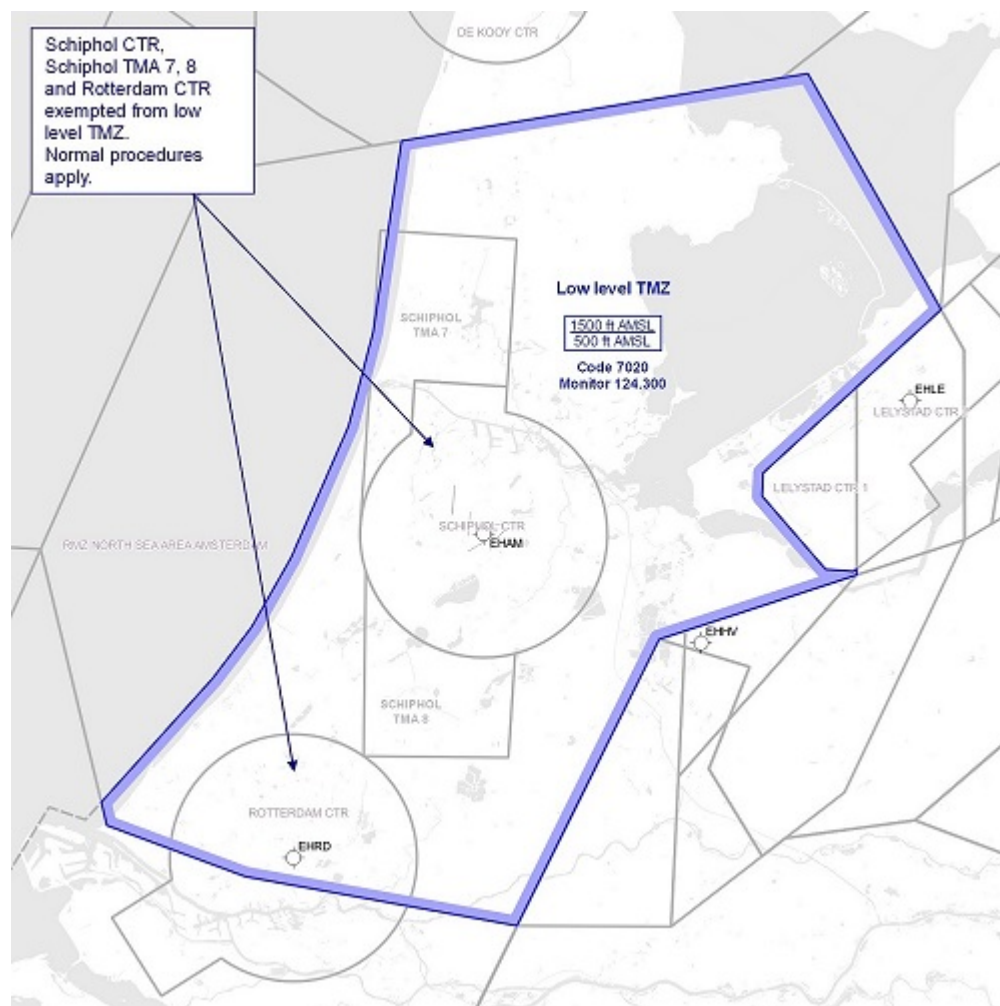 DE KOOY CTR
Schiphol CTR,
Schiphol TMA 7, 8
and Rotterdam CTR
exempted from low
level TMZ.
Normal procedures
apply.
Low level TMZ
1500 ft AMSL
500 ft AMSL
Code 7020
Monitor 124.300
SCHIPHOL
TMA 7
EHLE
LELYSTAD CTR
LELYSTAD CTR 1
SCHIPHOL CTR
EHAM
RMZ NORTH SEA AREA AMSTERDAM
EHHV
SCHIPHOL
TMA 8
ROTTERDAM CTR
EHRD